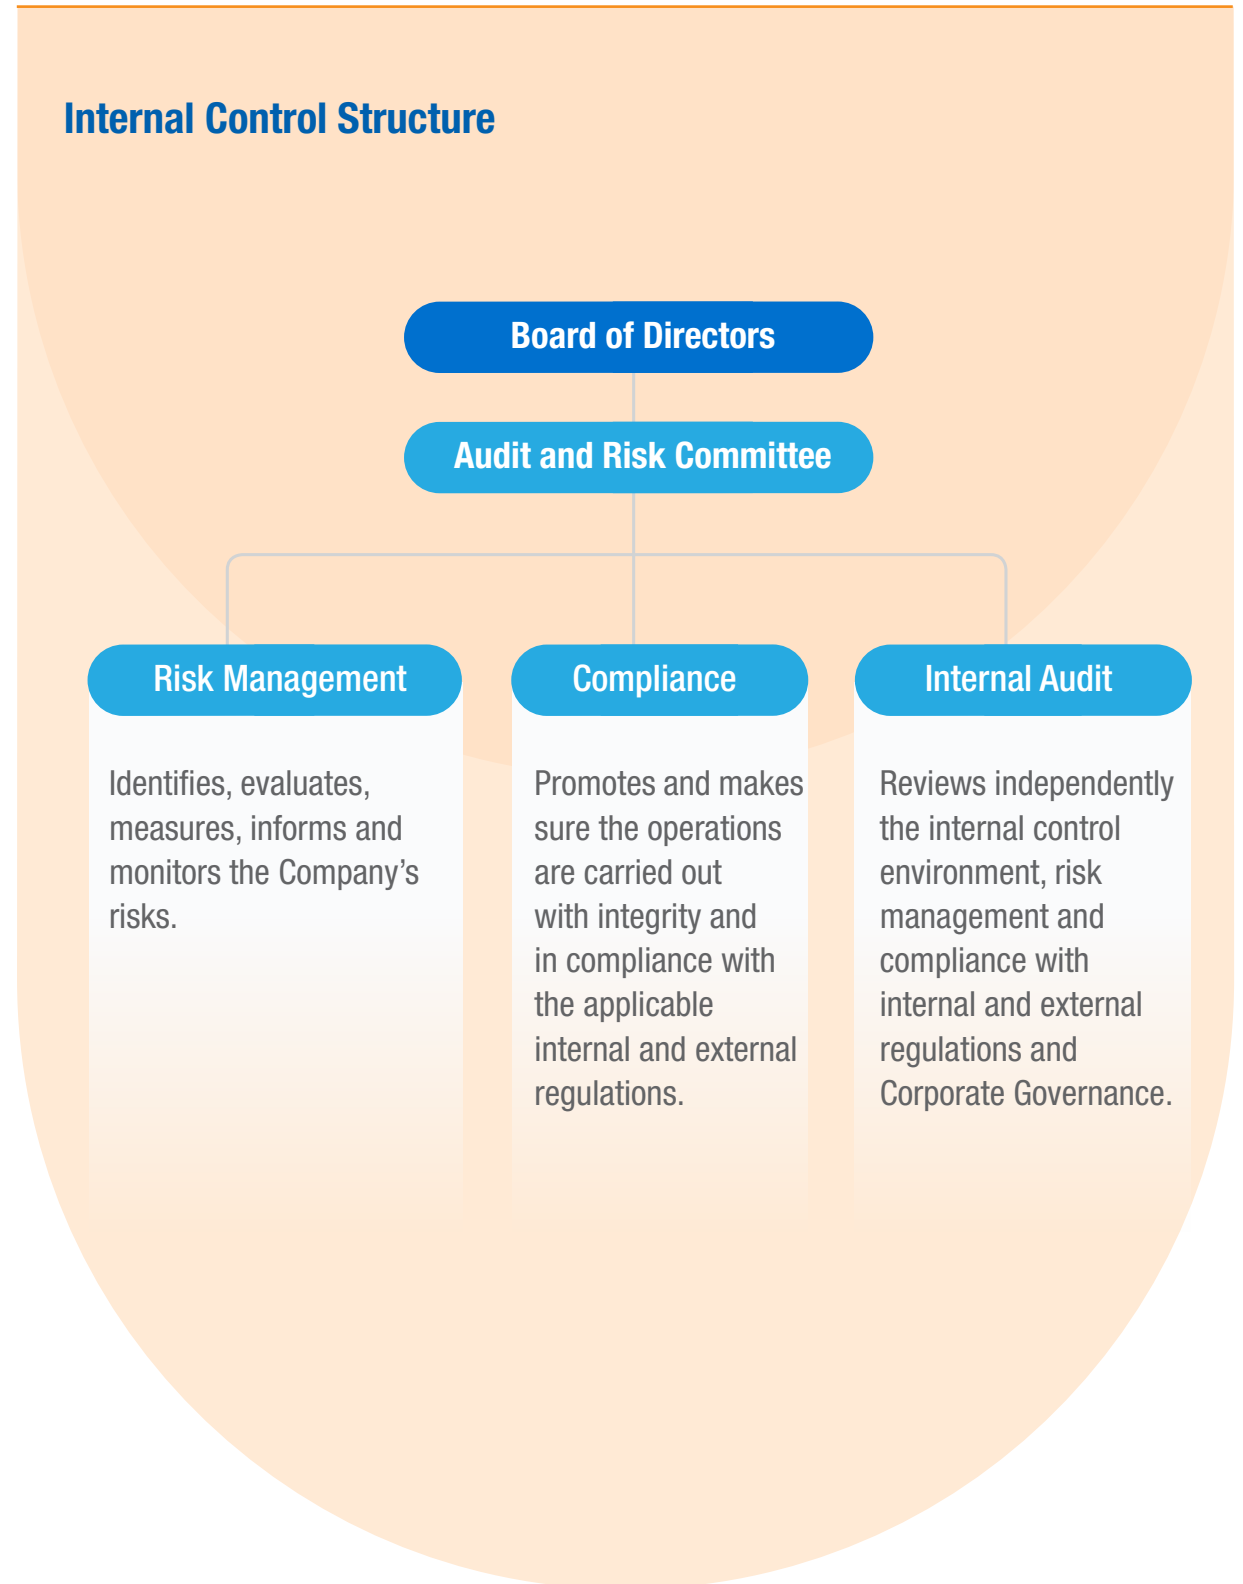 Internal Control Structure
Board of Directors
Audit and Risk Committee
Risk Management
Identifies, evaluates,
measures, informs and
monitors the Company’s
risks.
Compliance
Promotes and makes
sure the operations
are carried out
with integrity and
in compliance with
the applicable
internal and external
regulations.
Internal Audit
Reviews independently
the internal control
environment, risk
management and
compliance with
internal and external
regulations and
Corporate Governance.